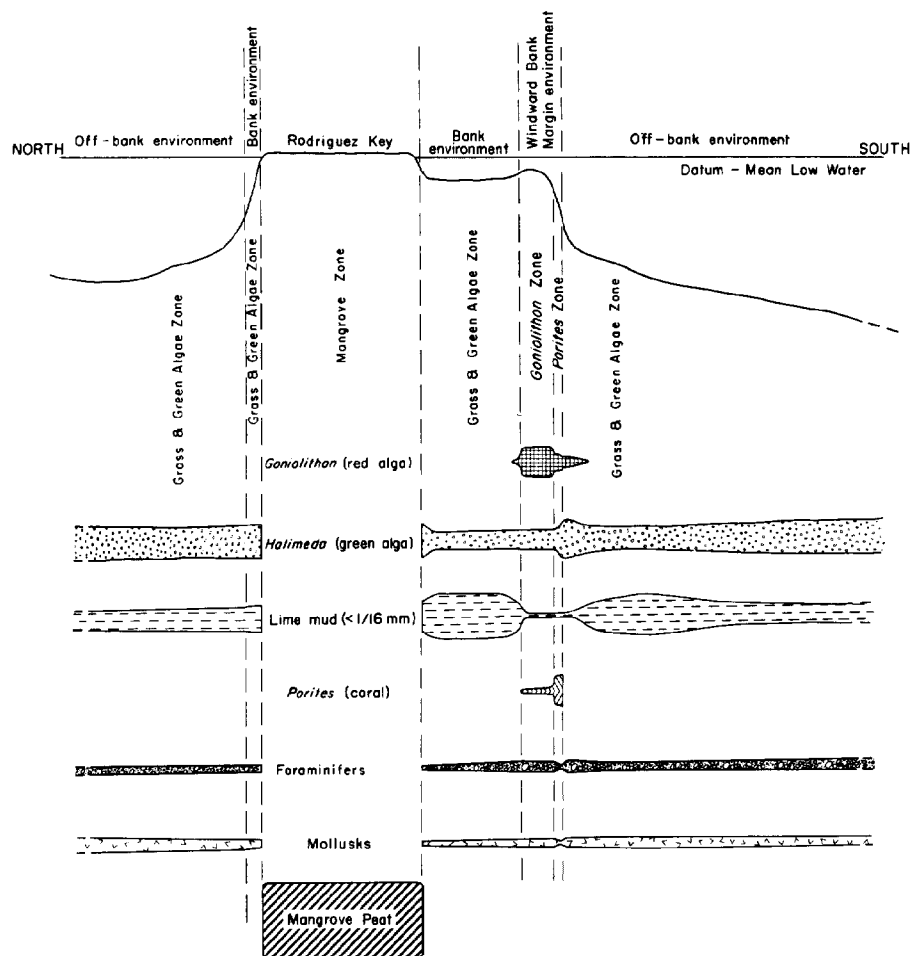 Bank environment
Windward Bank
Margin environment
Off-bank environment
Rodriguez Key
Bank
environment
Off-bank environment
NORTH
SOUTH
Datum - Mean Low Water
Grass & Green Algae Zone
Grass & Green Algae Zone
Mangrove Zone
Grass & Green Algae Zone
Goniolithon Zone
Porites Zone
Grass & Green Algae Zone
Goniolithon (red alga)
Halimeda (green alga)
Lime mud (<1/16 mm)
Porites (coral)
Foraminifers
Mollusks
Mangrove Peat